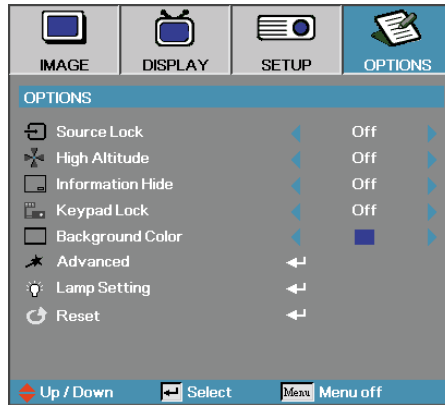 IMAGE DISPLAY SETUP OPTIONS
OPTIONS
Source Lock Off
High Altitude Off
Information Hide Off
Keypad Lock Off
Background Color
Advanced
Lamp Setting
Reset
Up / Down Select Menu Menu off